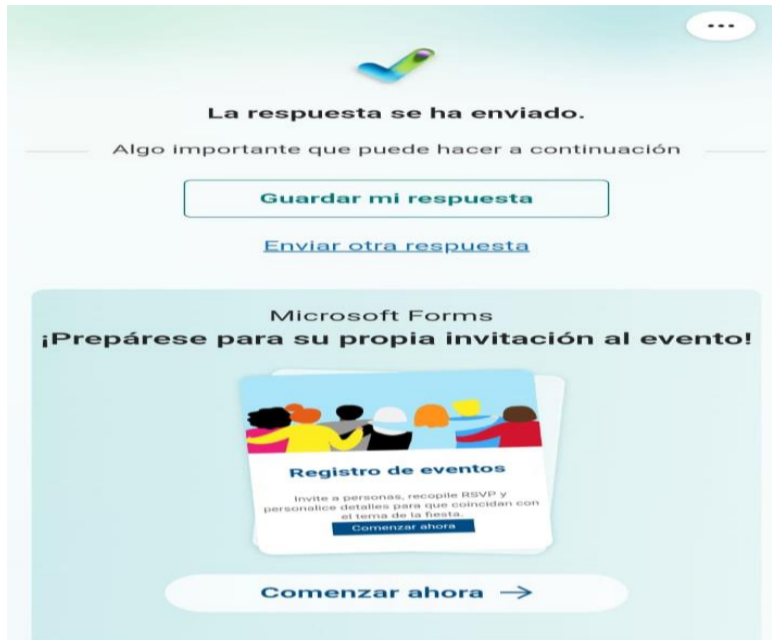 La respuesta se ha enviado.
Algo importante que puede hacer a continuación
Guardar mi respuesta
Enviar otra respuesta
Microsoft Forms
¡Prepárese para su propia invitación al evento!
Registro de eventos
Invite a personas, recopile RSVP y
personalice detalles para que coincidan con
el tema de la fiesta.
Comenzar ahora
Comenzar ahora →